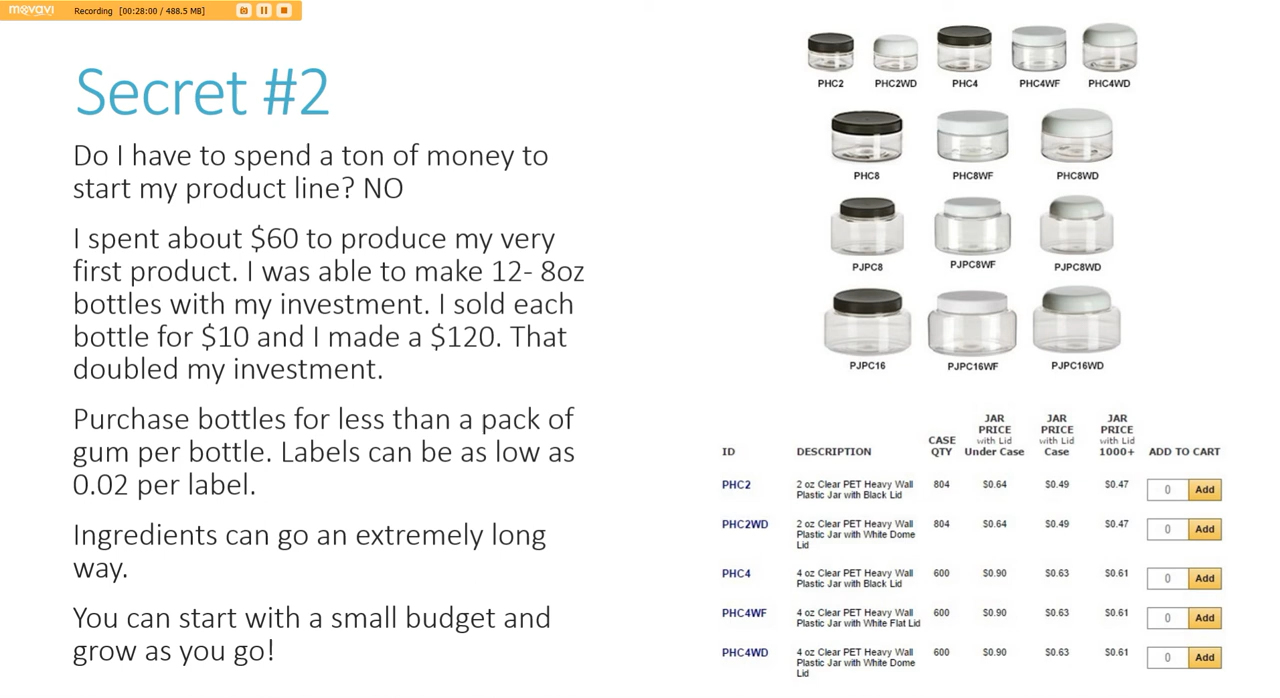 movavi Recording [00:28:00 / 488.5 MB]
Secret #2
Do I have to spend a ton of money to
start my product line? NO
I spent about $60 to produce my very
first product. I was able to make 12- 8oz
bottles with my investment. I sold each
bottle for $10 and I made a $120. That
doubled my investment.
Purchase bottles for less than a pack of
gum per bottle. Labels can be as low as
0.02 per label.
Ingredients can go an extremely long
way.
You can start with a small budget and
grow as you go!
PHC2 PHC2WD PHC4 PHC4WF PHC4WD
PHC8 PHC8WF PHC8WD
PJPC8 PJPC8WF PJPC8WD
PJPC16 PJPC16WF PJPC16WD
JAR JAR JAR
PRICE PRICE PRICE
CASE with Lid with Lid with Lid
ID DESCRIPTION QTY Under Case Case 1000+ ADD TO CART
PHC2 2 oz Clear PET Heavy Wall 804 $0.64 $0.49 $0.47 0 Add
Plastic Jar with Black Lid
PHC2WD 2 oz Clear PET Heavy Wall 804 $0.64 $0.49 $0.47 0 Add
Plastic Jar with White Dome
Lid
PHC4 4 oz Clear PET Heavy Wall 600 $0.90 $0.63 $0.61 0 Add
Plastic Jar with Black Lid
PHC4WF 4 oz Clear PET Heavy Wall 600 $0.90 $0.63 $0.61 0 Add
Plastic Jar with White Flat Lid
PHC4WD 4 oz Clear PET Heavy Wall 600 $0.90 $0.63 $0.61 0 Add
Plastic Jar with White Dome
Lid